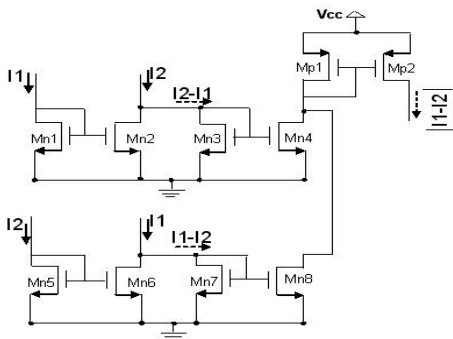 Vcc
I1
I2
I2-I1
Mp1
Mp2
|I1-I2|
Mn1
Mn2
Mn3
Mn4
I2
I1
I1-I2
Mn5
Mn6
Mn7
Mn8